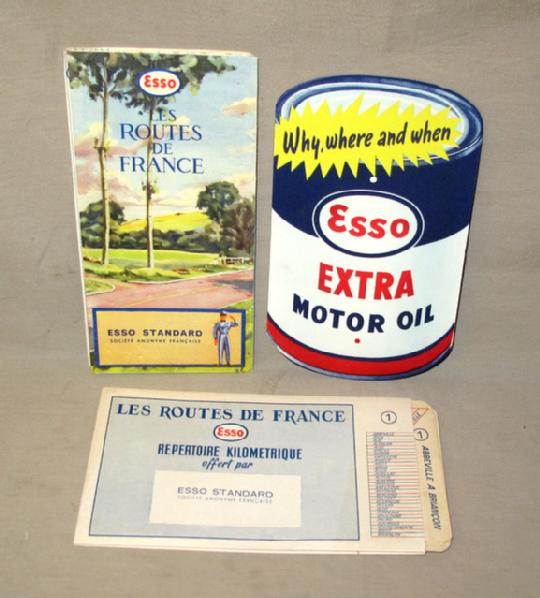 Esso
LES
ROUTES
DE
FRANCE
ESSO STANDARD
SOCIÉTÉ ANONYME FRANÇAISE
Why, where and when
Esso
EXTRA
MOTOR OIL
LES ROUTES DE FRANCE
Esso
REPERTOIRE KILOMETRIQUE
offert par
ESSO STANDARD
SOCIÉTÉ ANONYME FRANÇAISE
1
1
ABBEVILLE A BRIANÇON